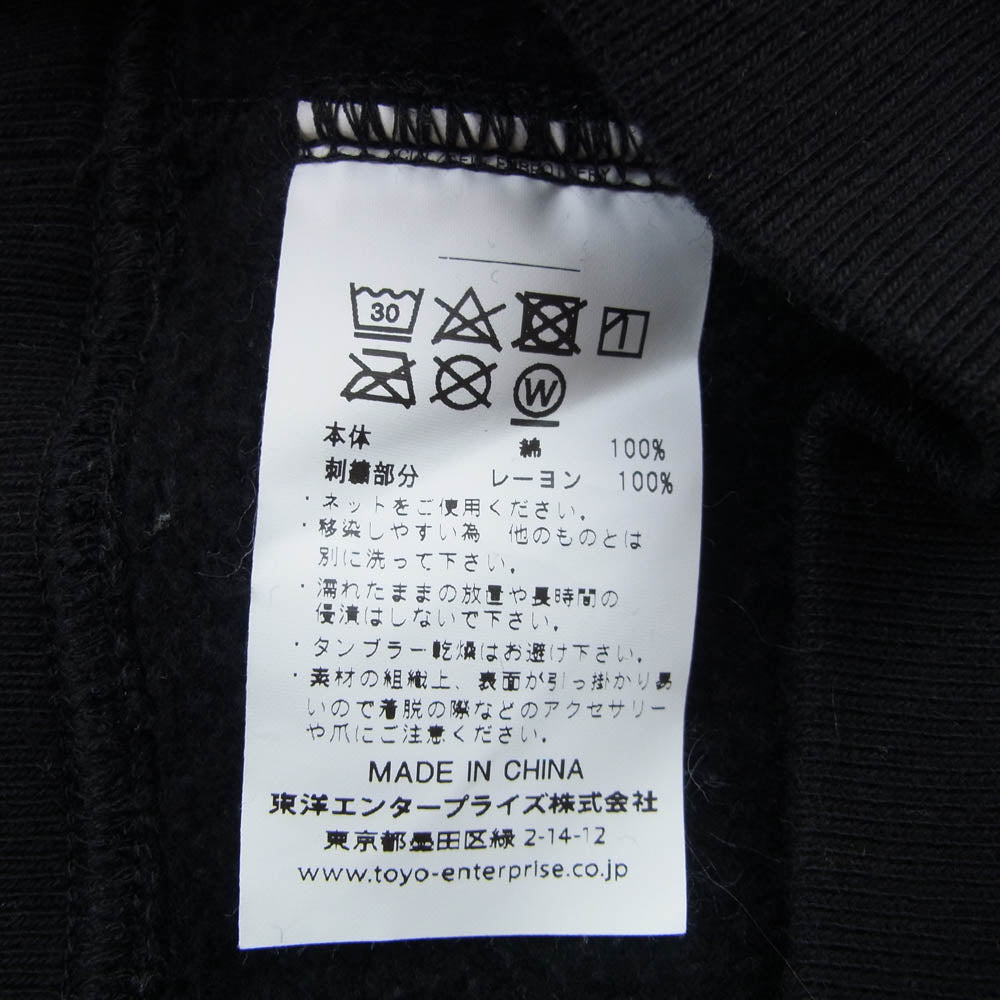 30
W
本体 綿 100%
刺繍部分 レーヨン 100%
・ネットをご使用ください。
・移染しやすい為 他のものとは
別に洗って下さい。
・濡れたままの放置や長時間の
浸漬はしないで下さい。
・タンブラー乾燥はお避け下さい。
・素材の組織上、表面が引っ掛かり易
いので着脱の際などのアクセサリー
や爪にご注意ください。
MADE IN CHINA
東洋エンタープライズ株式会社
東京都墨田区緑 2-14-12
www.toyo-enterprise.co.jp